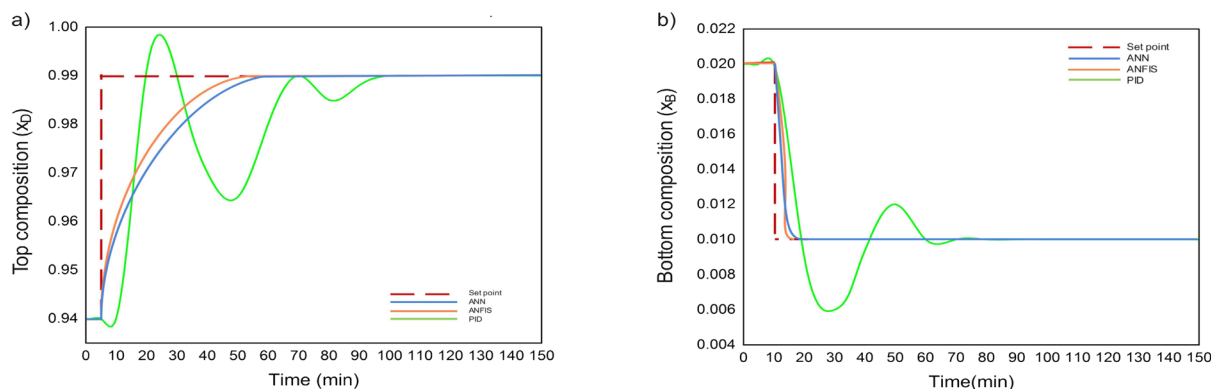 a)
1.00
0.99
0.98
0.97
0.96
0.95
0.94
Top composition (xD)
0 10 20 30 40 50 60 70 80 90 100 110 120 130 140 150
Time (min)
Set point
ANN
ANFIS
PID
b)
0.022
0.020
0.018
0.016
0.014
0.012
0.010
0.008
0.006
0.004
Bottom composition (xB)
0 10 20 30 40 50 60 70 80 90 100 110 120 130 140 150
Time(min)
Set point
ANN
ANFIS
PID